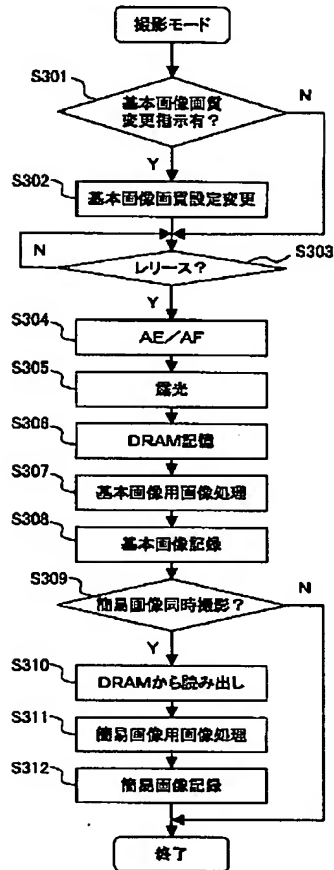 撮影モード
S301
基本画像画質
変更指示有?
N
Y
S302
基本画像画質設定変更
N
S303
レリース?
Y
S304
AE/AF
S305
露光
S306
DRAM記憶
S307
基本画像用画像処理
S308
基本画像記録
S309
簡易画像同時撮影?
N
Y
S310
DRAMから読み出し
S311
簡易画像用画像処理
S312
簡易画像記録
終了